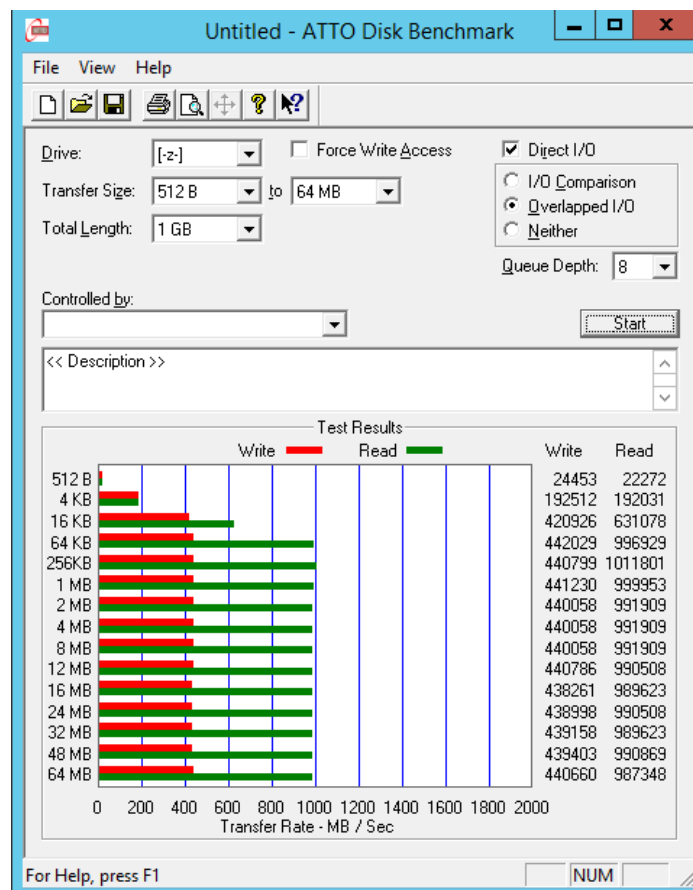 Untitled - ATTO Disk Benchmark
File View Help
Drive: [-z-] Force Write Access Direct I/O
Transfer Size: 512 B to 64 MB I/O Comparison
Overlapped I/O
Total Length: 1 GB Neither
Queue Depth: 8
Controlled by:
Start
<< Description >>
Test Results
Write Read Write Read
512 B 24453 22272
4 KB 192512 192031
16 KB 420926 631078
64 KB 442029 996929
256KB 440799 1011801
1 MB 441230 999953
2 MB 440058 991909
4 MB 440058 991909
8 MB 440058 991909
12 MB 440786 990508
16 MB 438261 989623
24 MB 438998 990508
32 MB 439158 989623
48 MB 439403 990869
64 MB 440660 987348
0 200 400 600 800 1000 1200 1400 1600 1800 2000
Transfer Rate - MB / Sec
For Help, press F1 NUM